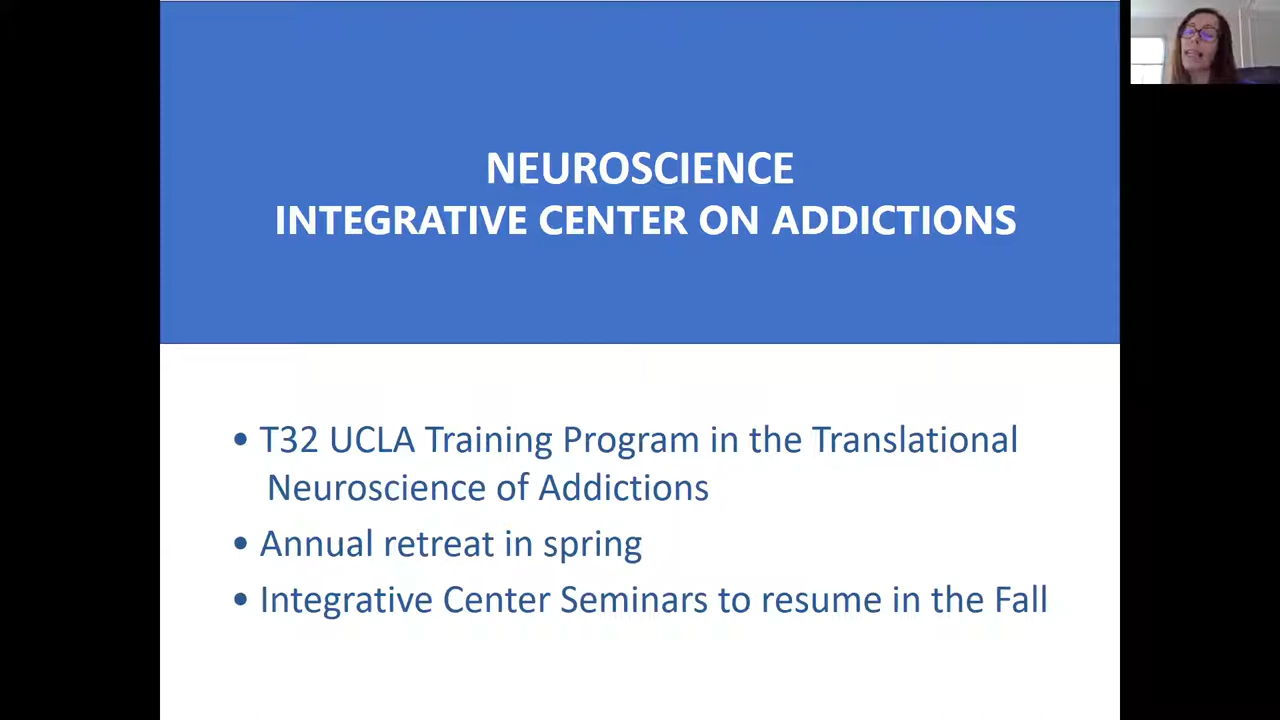 NEUROSCIENCE
INTEGRATIVE CENTER ON ADDICTIONS
• T32 UCLA Training Program in the Translational
Neuroscience of Addictions
• Annual retreat in spring
• Integrative Center Seminars to resume in the Fall